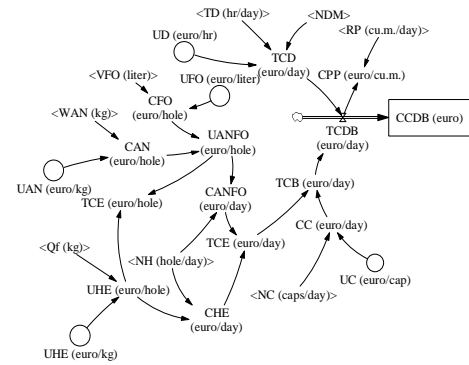 <TD (hr/day)>
<NDM>
UD (euro/hr)
<RP (cu.m./day)>
TCD
(euro/day)
CPP (euro/cu.m.)
<VFO (liter)>
UFO (euro/liter)
CFO
(euro/hole)
<WAN (kg)>
CCDB (euro)
TCDB
(euro/day)
UANFO
(euro/hole)
CAN
(euro/hole)
UAN (euro/kg)
TCE (euro/hole)
CANFO
(euro/day)
TCB (euro/day)
CC (euro/day)
TCE (euro/day)
<Qf (kg)>
<NH (hole/day)>
UC (euro/cap)
UHE (euro/hole)
<NC (caps/day)>
CHE
(euro/day)
UHE (euro/kg)